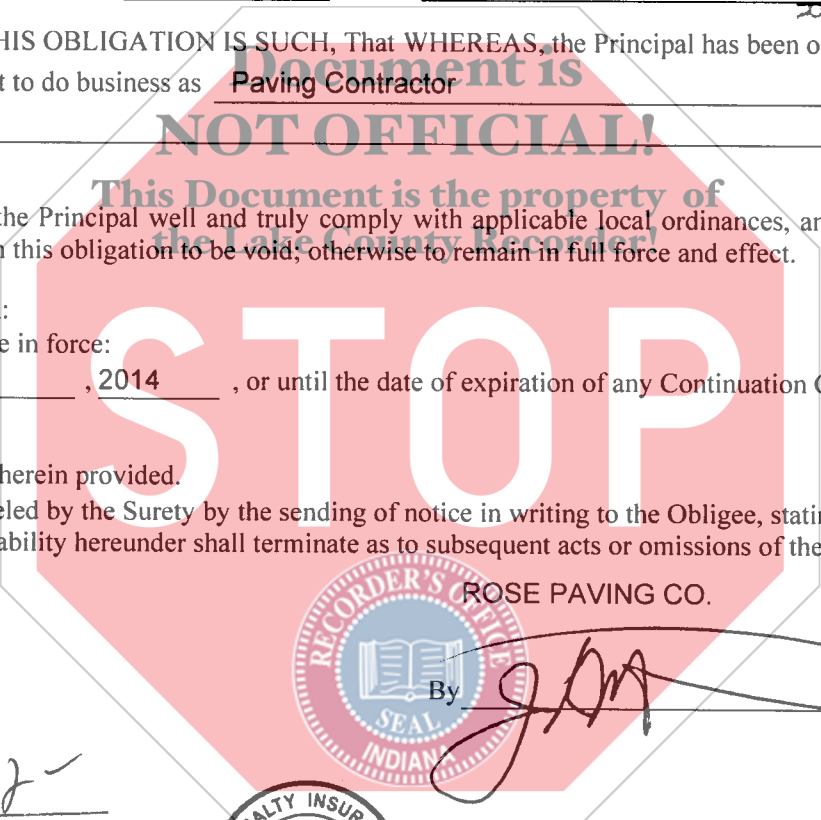 HIS OBLIGATION IS SUCH, That WHEREAS, the Principal has been o
Document is
t to do business as Paving Contractor
NOT OFFICIAL!
This Document is the property of
the Principal well and truly comply with applicable local ordinances, an
the Lake County Recorder!
n this obligation to be void; otherwise to remain in full force and effect.
:
e in force:
, 2014 , or until the date of expiration of any Continuation C
STOP
herein provided.
eled by the Surety by the sending of notice in writing to the Obligee, statin
ability hereunder shall terminate as to subsequent acts or omissions of the
RECORDER'S OFFICE
ROSE PAVING CO.
By
SEAL
INDIANA
ALTY INSUR